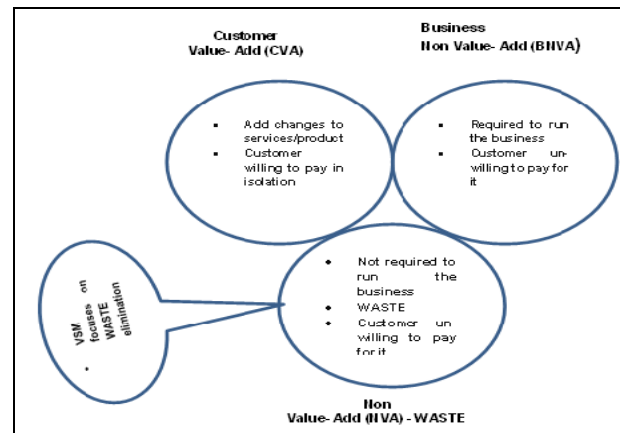 Customer
Value- Add (CVA)
Business
Non Value- Add (BNVA)
• Add changes to
services/product
• Customer
willing to pay in
isolation
• Required to run
the business
• Customer un-
willing to pay for
it
• Not required to
run the
business
• WASTE
• Customer un
willing to pay
for it
• VSM
focuses on
WASTE
elimination
Non
Value- Add (NVA) - WASTE